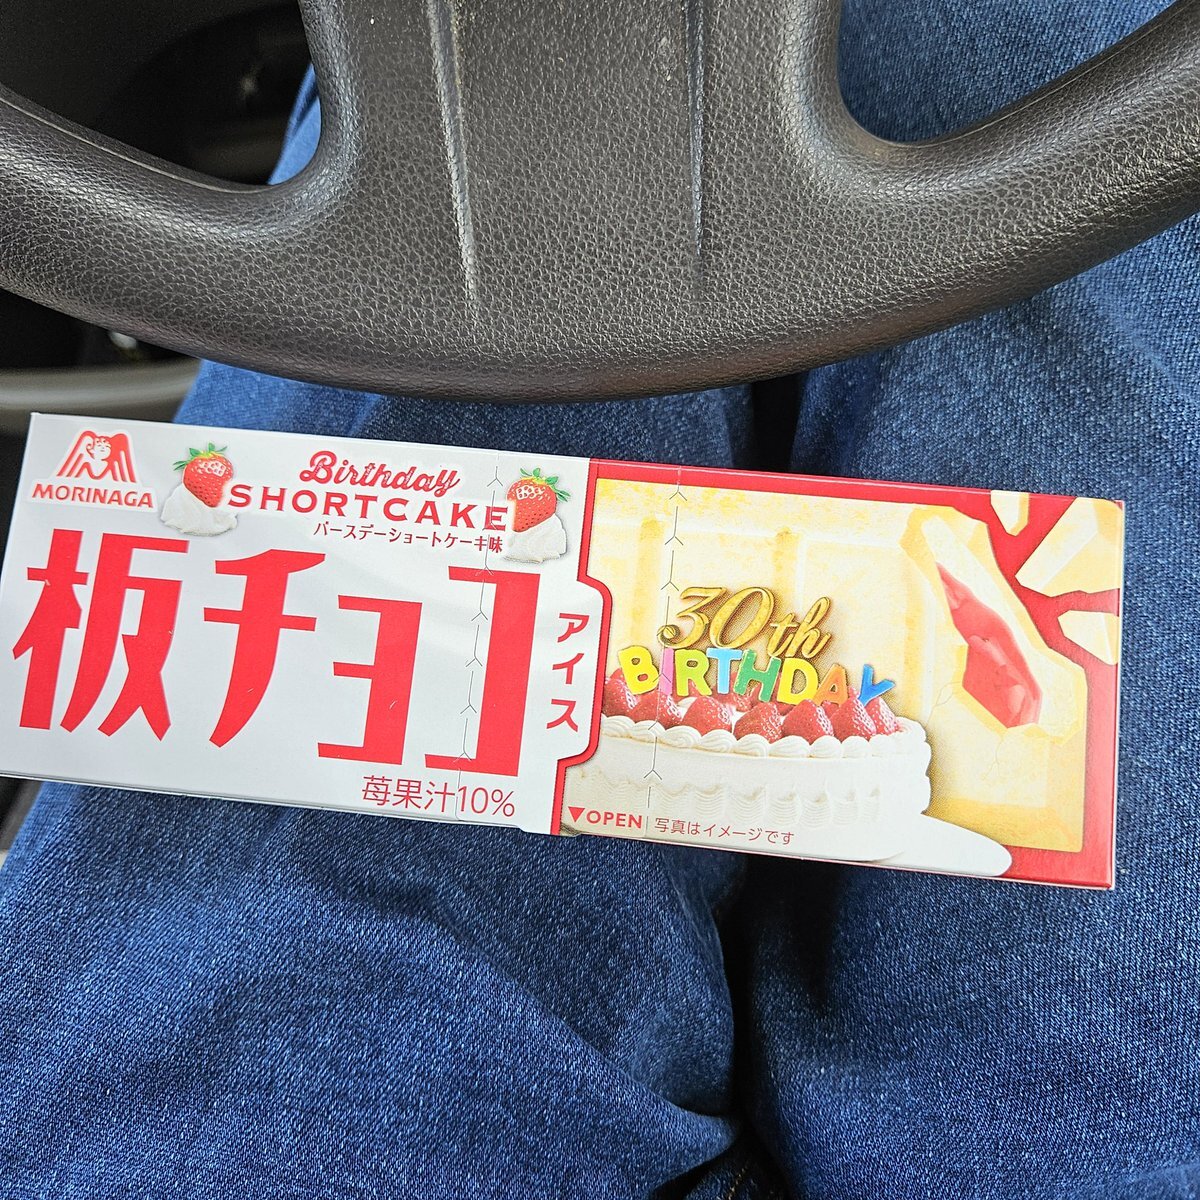 MORINAGA
Birthday
SHORTCAKE
バースデーショートケーキ味
板チョコ
アイス
苺果汁10%
30th
BIRTHDAY
▼OPEN
写真はイメージです